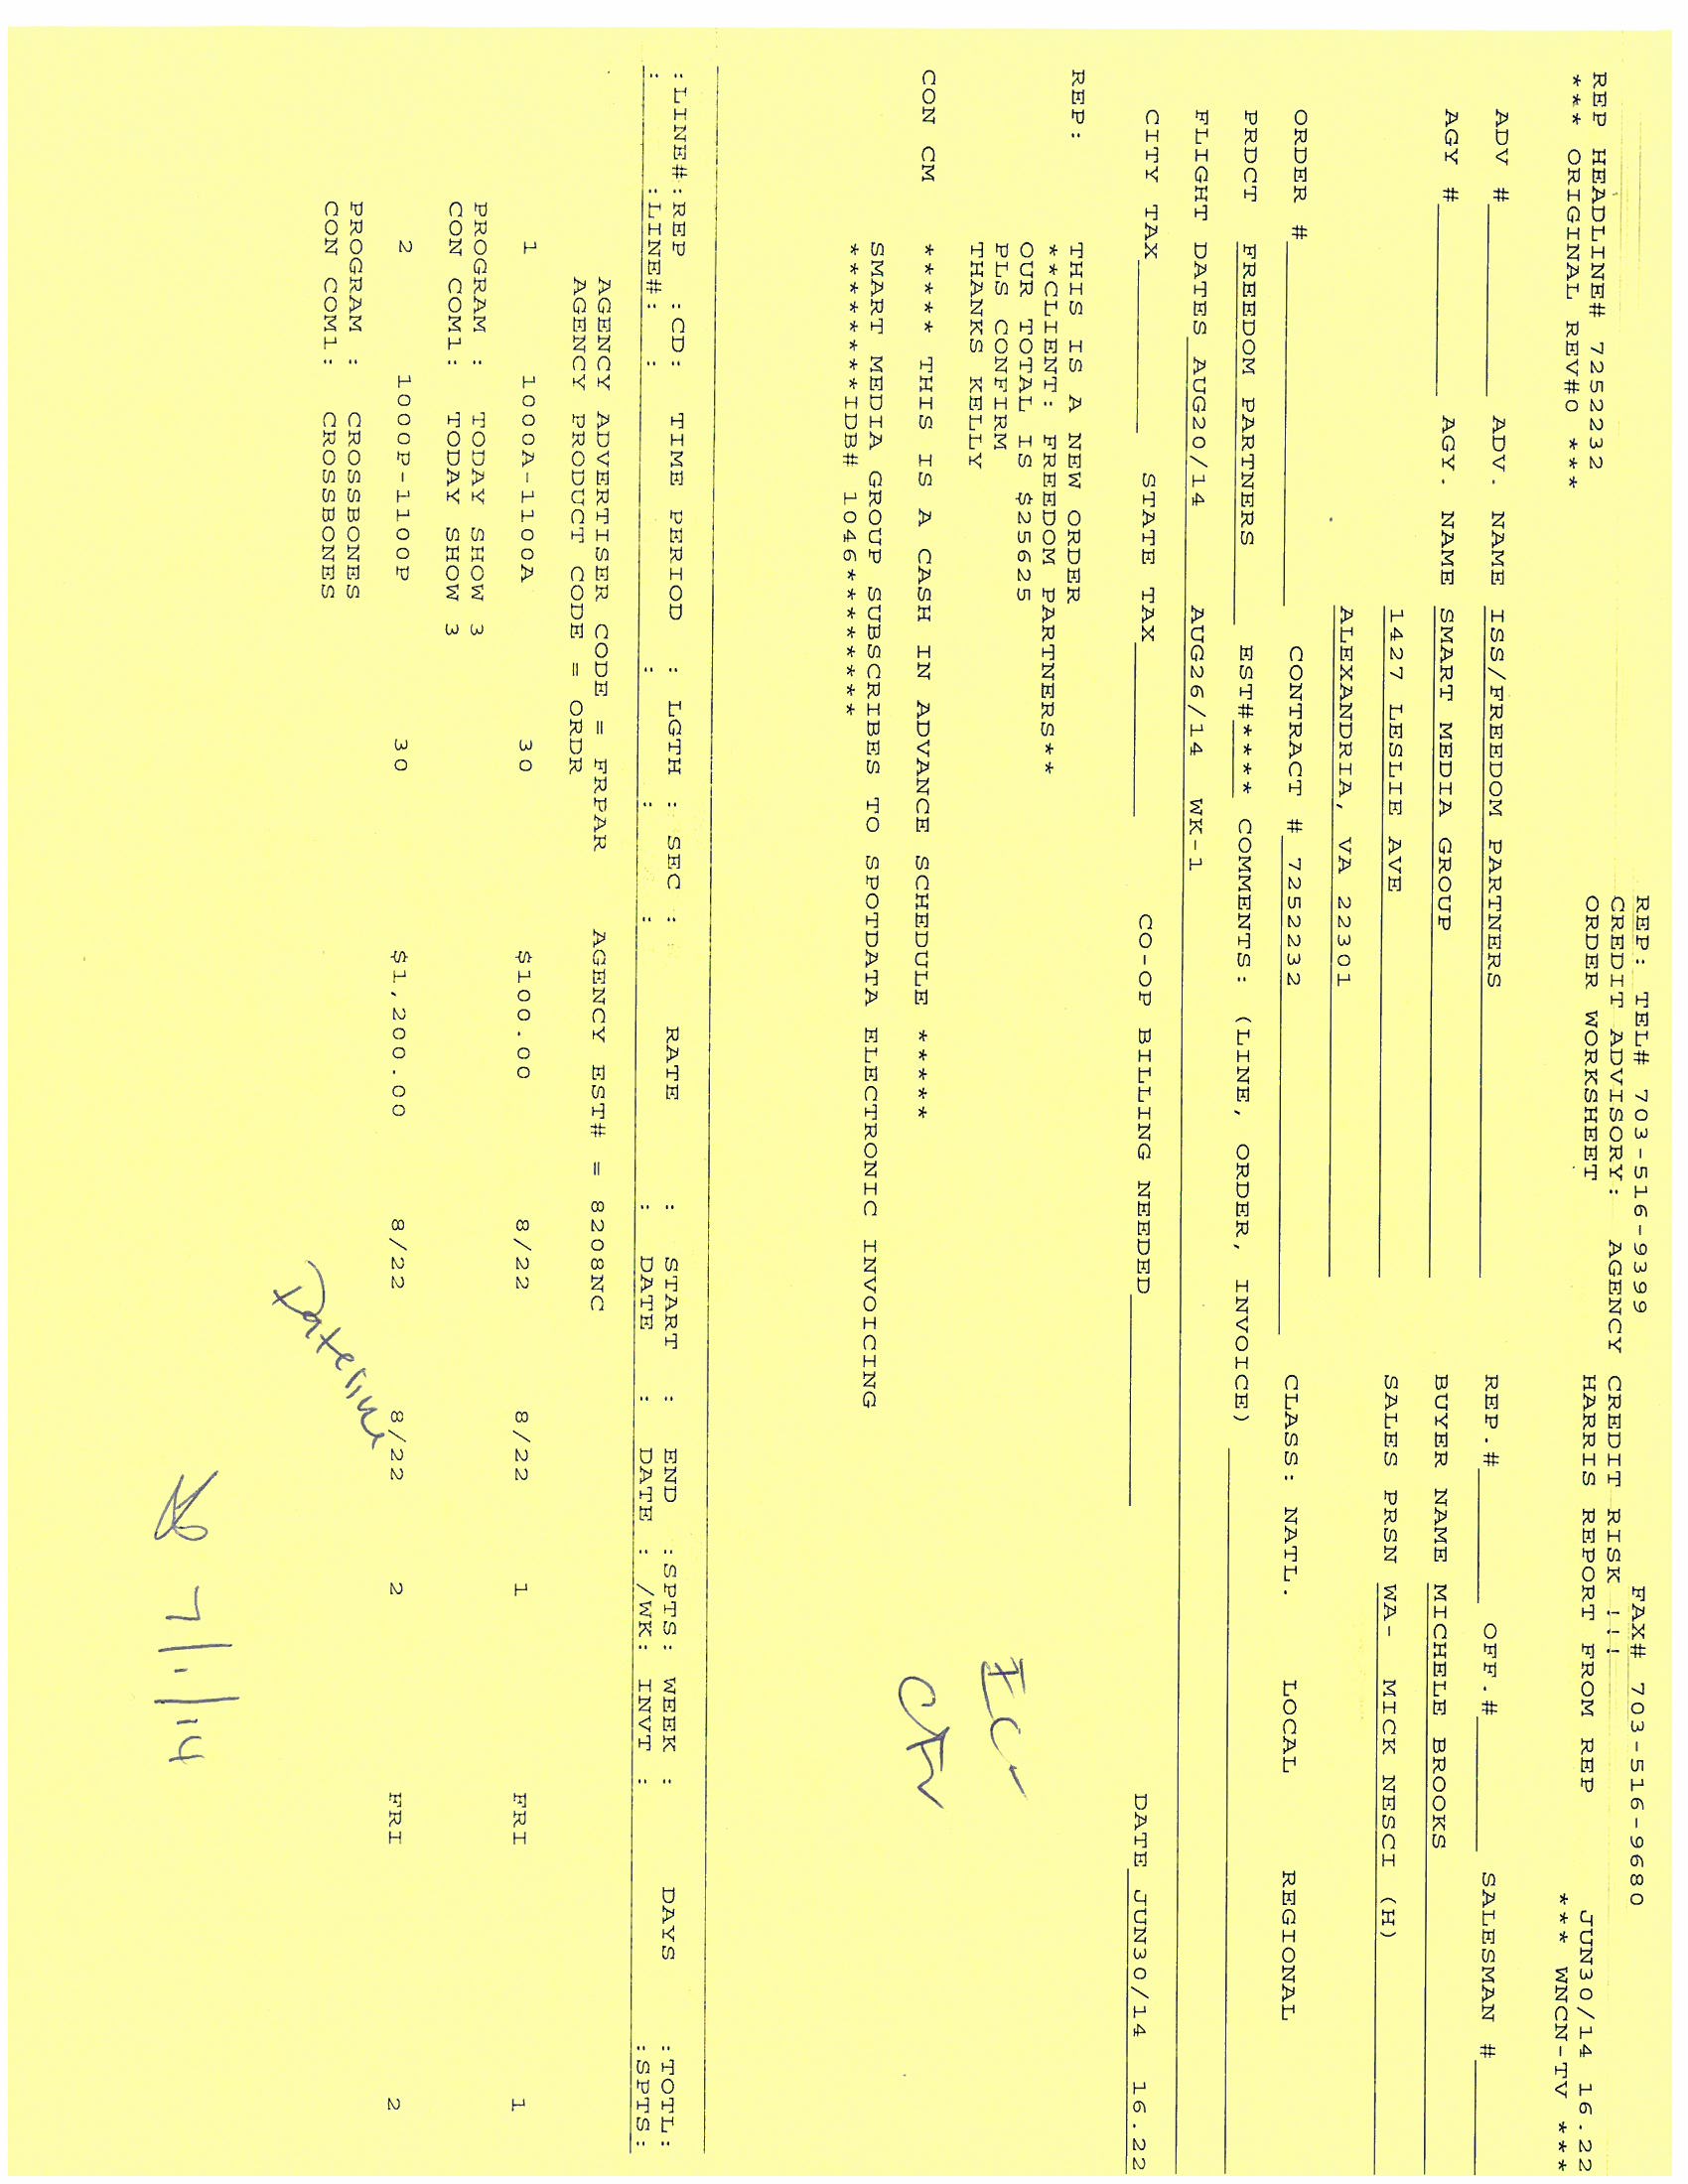 REP: TEL# 703-516-9399 FAX# 703-516-9680
CREDIT ADVISORY: AGENCY CREDIT RISK !!!
REP HEADLINE# 7252232 ORDER WORKSHEET HARRIS REPORT FROM REP JUN30/14 16.22
*** ORIGINAL REV#0 *** *** WNCN-TV ***
ADV # ADV. NAME ISS/FREEDOM PARTNERS REP.# OFF.# SALESMAN #
AGY # AGY. NAME SMART MEDIA GROUP BUYER NAME MICHELE BROOKS
1427 LESLIE AVE SALES PRSN WA- MICK NESCI (H)
ALEXANDRIA, VA 22301
ORDER # CONTRACT # 7252232 CLASS: NATL. LOCAL REGIONAL
PRDCT FREEDOM PARTNERS EST#**** COMMENTS: (LINE, ORDER, INVOICE)
FLIGHT DATES AUG20/14 AUG26/14 WK-1
CITY TAX STATE TAX CO-OP BILLING NEEDED DATE JUN30/14 16.22
REP: THIS IS A NEW ORDER
**CLIENT: FREEDOM PARTNERS**
OUR TOTAL IS $25625
PLS CONFIRM
THANKS KELLY
CON CM ***** THIS IS A CASH IN ADVANCE SCHEDULE *****
SMART MEDIA GROUP SUBSCRIBES TO SPOTDATA ELECTRONIC INVOICING
*********IDB# 1046*********
:LINE#:REP :CD: TIME PERIOD : LGTH : SEC : RATE : START : END :SPTS: WEEK : DAYS :TOTL:
: :LINE#: : : : : : DATE : DATE : /WK: INVT : :SPTS:
AGENCY ADVERTISER CODE = FRPAR AGENCY EST# = 8208NC
AGENCY PRODUCT CODE = ORDR
1 1000A-1100A 30 $100.00 8/22 8/22 1 FRI 1
PROGRAM : TODAY SHOW 3
CON COM1: TODAY SHOW 3
2 1000P-1100P 30 $1,200.00 8/22 8/22 2 FRI 2
PROGRAM : CROSSBONES
CON COM1: CROSSBONES
Dateline
7/1/14